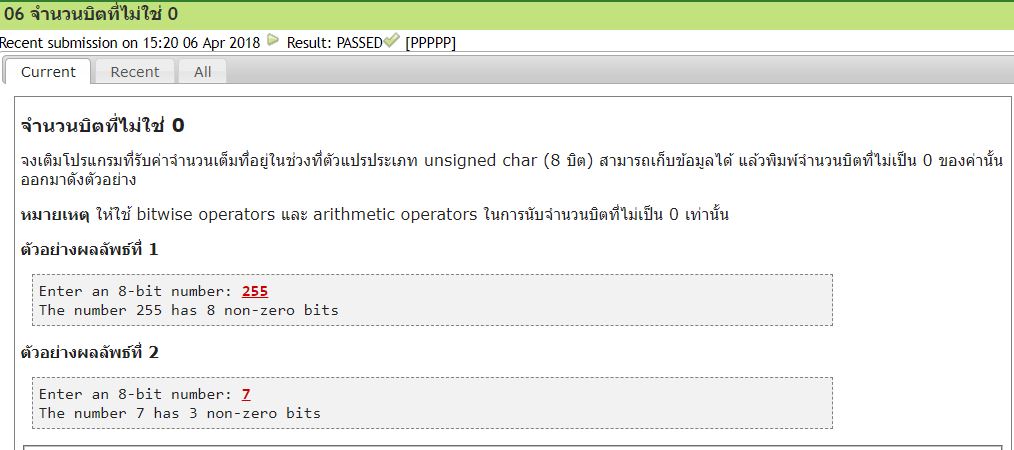 06 จำนวนบิตที่ไม่ใช่ 0
Recent submission on 15:20 06 Apr 2018 Result: PASSED [PPPPP]
Current Recent All
จำนวนบิตที่ไม่ใช่ 0
จงเติมโปรแกรมที่รับค่าจำนวนเต็มที่อยู่ในช่วงที่ตัวแปรประเภท unsigned char (8 บิต) สามารถเก็บข้อมูลได้ แล้วพิมพ์จำนวนบิตที่ไม่เป็น 0 ของค่านั้น
ออกมาดังตัวอย่าง
หมายเหตุ ให้ใช้ bitwise operators และ arithmetic operators ในการนับจำนวนบิตที่ไม่เป็น 0 เท่านั้น
ตัวอย่างผลลัพธ์ที่ 1
Enter an 8-bit number: 255
The number 255 has 8 non-zero bits
ตัวอย่างผลลัพธ์ที่ 2
Enter an 8-bit number: 7
The number 7 has 3 non-zero bits